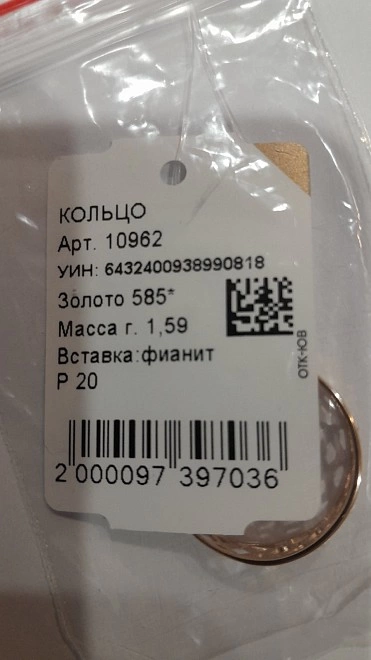 КОЛЬЦО
Арт. 10962
УИН: 6432400938990818
Золото 585*
Масса г. 1,59
Вставка:фианит
Р 20
ОТК-ЮВ
2 000097 397036